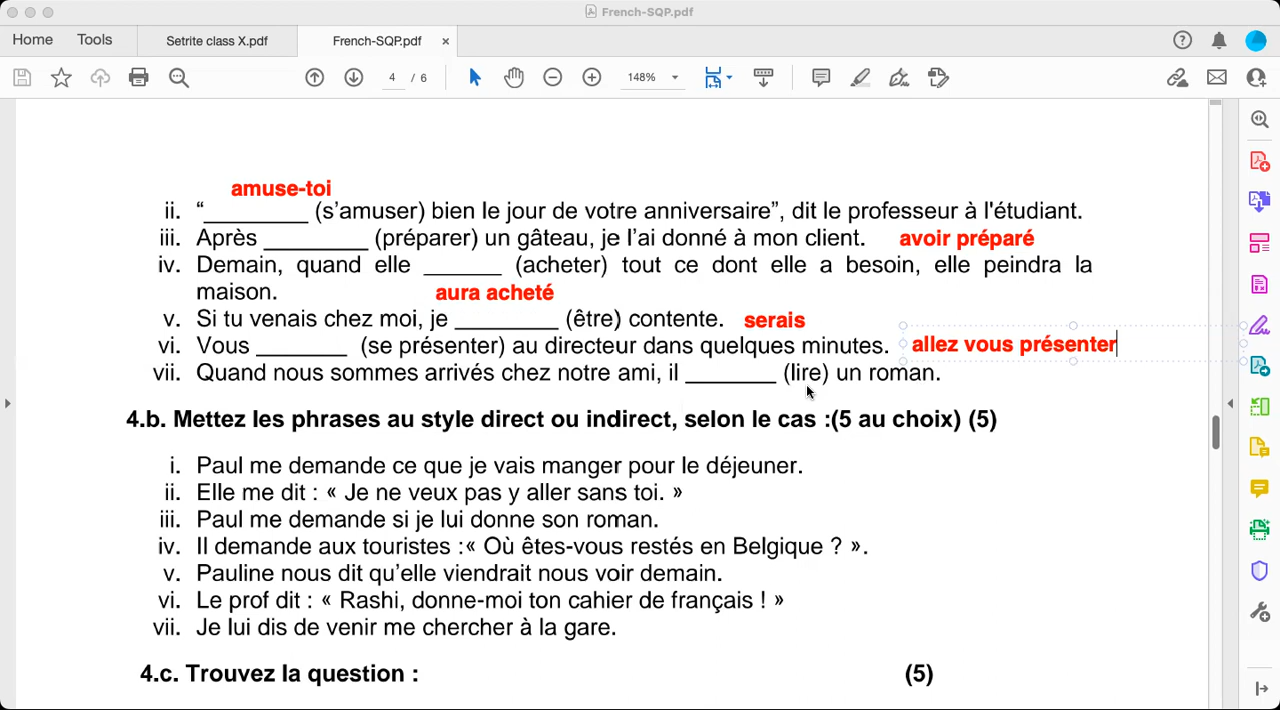 French-SQP.pdf
Home Tools Setrite class X.pdf French-SQP.pdf ×
4 / 6 148%
amuse-toi
ii. “_________ (s’amuser) bien le jour de votre anniversaire”, dit le professeur à l'étudiant.
iii. Après _________ (préparer) un gâteau, je l’ai donné à mon client. avoir préparé
iv. Demain, quand elle _______ (acheter) tout ce dont elle a besoin, elle peindra la
maison. aura acheté
v. Si tu venais chez moi, je _________ (être) contente. serais
vi. Vous ________ (se présenter) au directeur dans quelques minutes. allez vous présenter
vii. Quand nous sommes arrivés chez notre ami, il ________ (lire) un roman.
4.b. Mettez les phrases au style direct ou indirect, selon le cas :(5 au choix) (5)
i. Paul me demande ce que je vais manger pour le déjeuner.
ii. Elle me dit : « Je ne veux pas y aller sans toi. »
iii. Paul me demande si je lui donne son roman.
iv. Il demande aux touristes :« Où êtes-vous restés en Belgique ? ».
v. Pauline nous dit qu’elle viendrait nous voir demain.
vi. Le prof dit : « Rashi, donne-moi ton cahier de français ! »
vii. Je lui dis de venir me chercher à la gare.
4.c. Trouvez la question : (5)